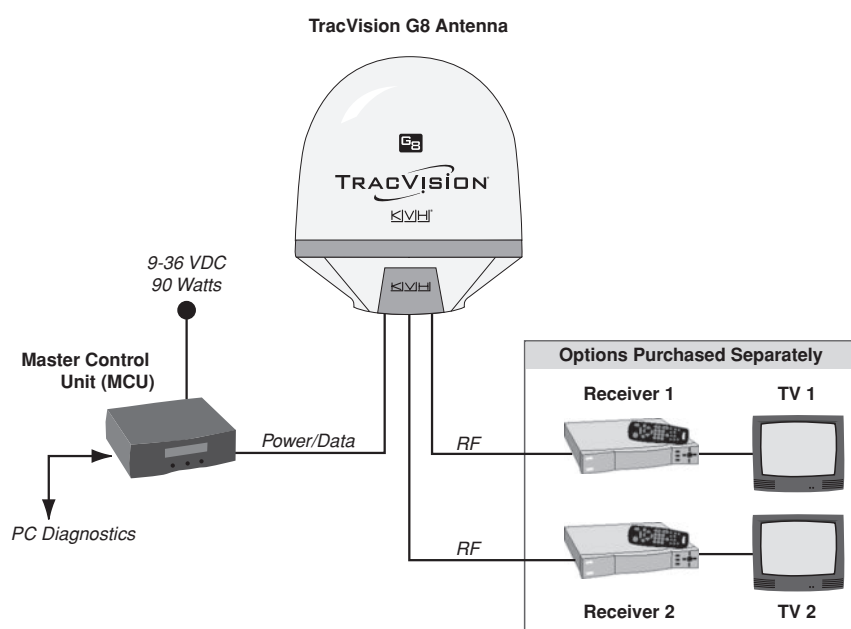 TracVision G8 Antenna
G8
TRACVISION
KVH
KVH
9-36 VDC
90 Watts
Master Control
Unit (MCU)
Power/Data
PC Diagnostics
RF
RF
Options Purchased Separately
Receiver 1
TV 1
Receiver 2
TV 2